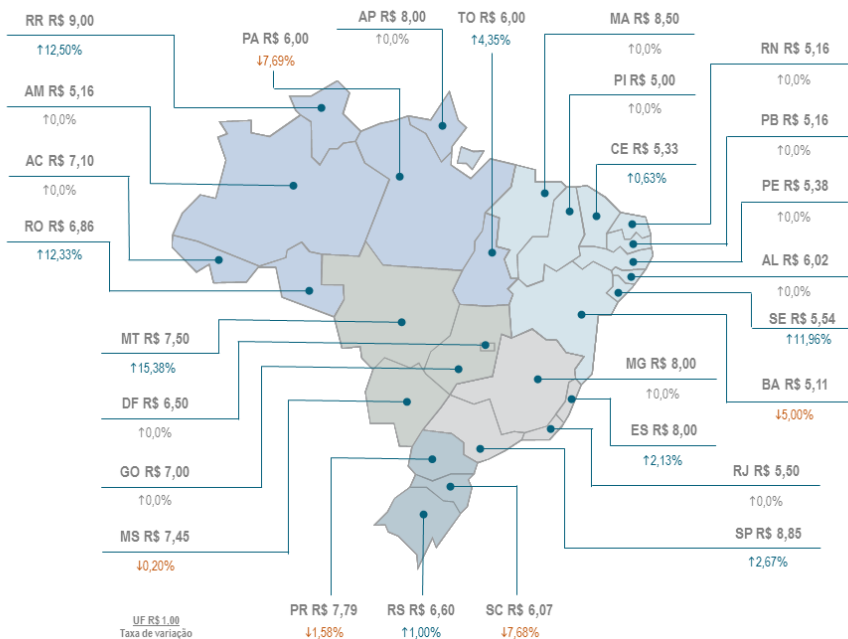 RR R$ 9,00
↑12,50%
PA R$ 6,00
↓7,69%
AP R$ 8,00
↑0,0%
TO R$ 6,00
↑4,35%
MA R$ 8,50
↑0,0%
RN R$ 5,16
↑0,0%
AM R$ 5,16
↑0,0%
PI R$ 5,00
↑0,0%
PB R$ 5,16
↑0,0%
AC R$ 7,10
↑0,0%
CE R$ 5,33
↑0,63%
PE R$ 5,38
↑0,0%
RO R$ 6,86
↑12,33%
AL R$ 6,02
↑0,0%
SE R$ 5,54
↑11,96%
MT R$ 7,50
↑15,38%
MG R$ 8,00
↑0,0%
BA R$ 5,11
↓5,00%
DF R$ 6,50
↑0,0%
ES R$ 8,00
↑2,13%
GO R$ 7,00
↑0,0%
RJ R$ 5,50
↑0,0%
MS R$ 7,45
↓0,20%
SP R$ 8,85
↑2,67%
PR R$ 7,79
↓1,58%
RS R$ 6,60
↑1,00%
SC R$ 6,07
↓7,68%
UF R$ 1,00
Taxa de variação